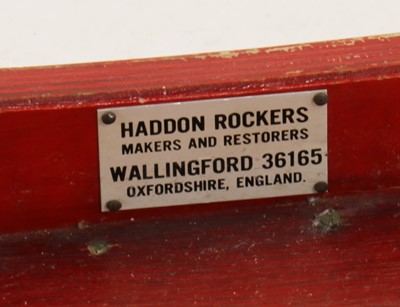 HADDON ROCKERS
MAKERS AND RESTORERS
WALLINGFORD 36165
OXFORDSHIRE, ENGLAND.